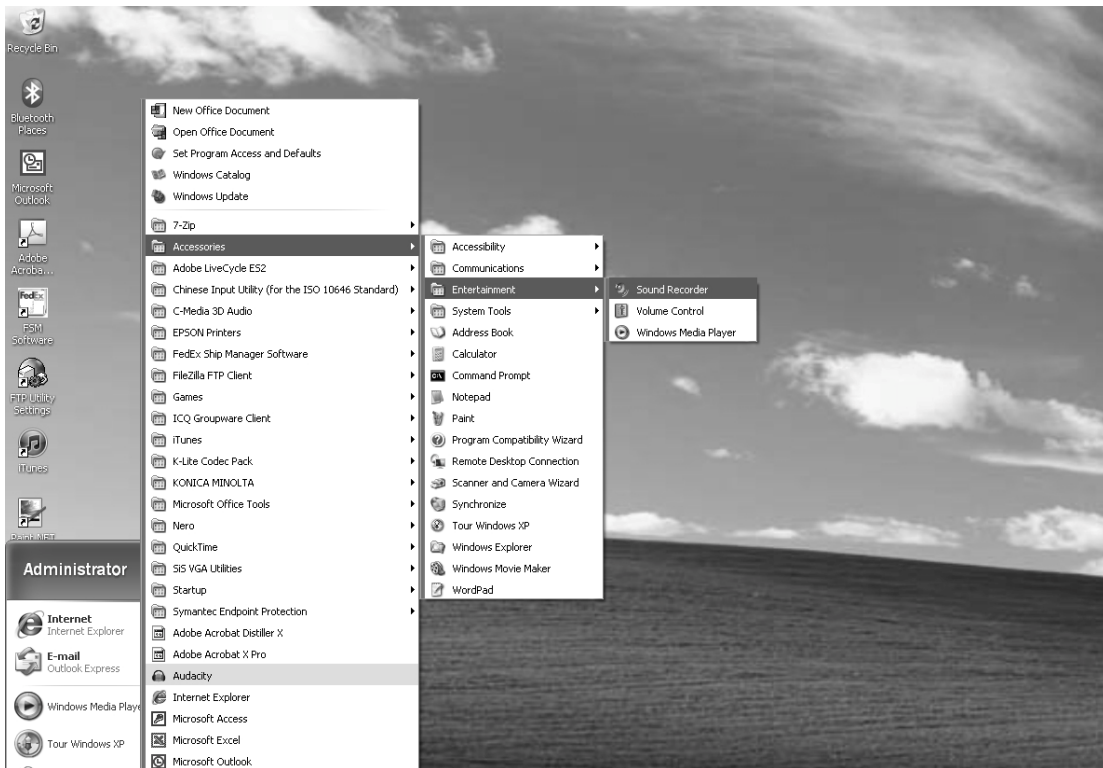 Recycle Bin
Bluetooth
Places
Microsoft
Outlook
Adobe
Acroba...
FedEx
FSM
Software
FTP Utility
Settings
iTunes
Paint.NET
Administrator
Internet
Internet Explorer
E-mail
Outlook Express
Windows Media Playe
Tour Windows XP
New Office Document
Open Office Document
Set Program Access and Defaults
Windows Catalog
Windows Update
7-Zip
Accessories
Adobe LiveCycle ES2
Chinese Input Utility (for the ISO 10646 Standard)
C-Media 3D Audio
EPSON Printers
FedEx Ship Manager Software
FileZilla FTP Client
Games
ICQ Groupware Client
iTunes
K-Lite Codec Pack
KONICA MINOLTA
Microsoft Office Tools
Nero
QuickTime
SiS VGA Utilities
Startup
Symantec Endpoint Protection
Adobe Acrobat Distiller X
Adobe Acrobat X Pro
Audacity
Internet Explorer
Microsoft Access
Microsoft Excel
Microsoft Outlook
Accessibility
Communications
Entertainment
System Tools
Address Book
Calculator
Command Prompt
Notepad
Paint
Program Compatibility Wizard
Remote Desktop Connection
Scanner and Camera Wizard
Synchronize
Tour Windows XP
Windows Explorer
Windows Movie Maker
WordPad
Sound Recorder
Volume Control
Windows Media Player